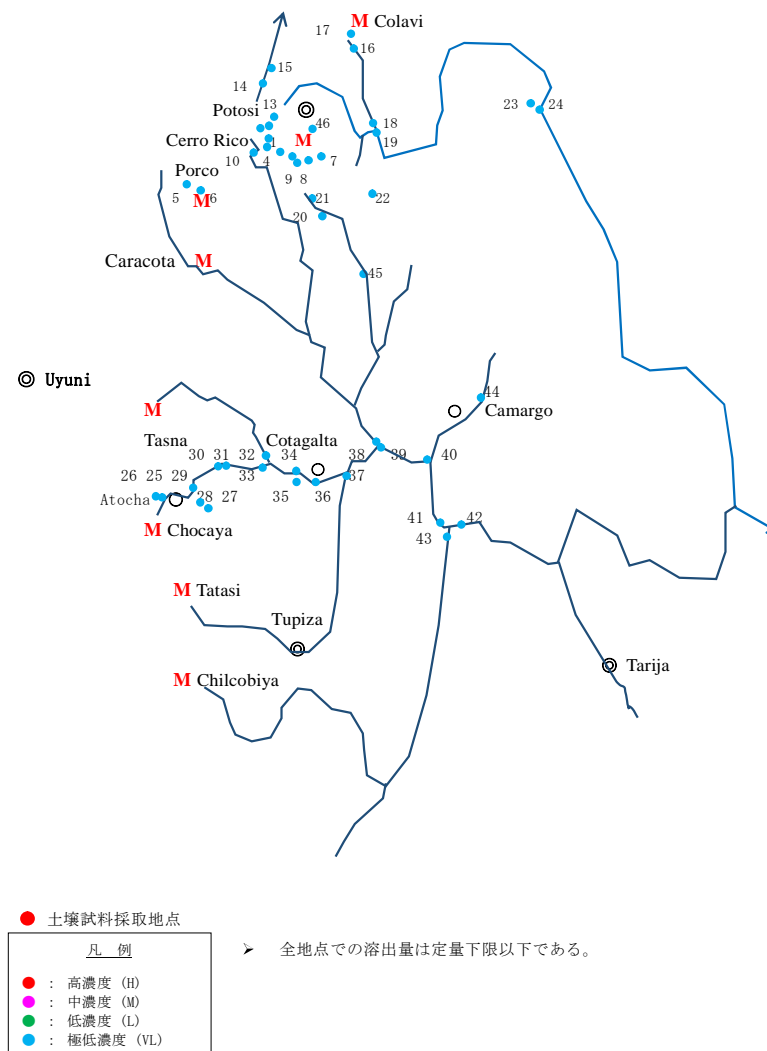 17 M Colavi
16
15
14
Potosi 13
23 24
46 18
Cerro Rico 1 M 19
10 4 7
Porco 9 8
5 6 21 22
M 20
Caracota M
45
Uyuni
M 44
Camargo
Tasna Cotagalta
30 31 32 34 38 39 40
26 25 29 33 37
Atocha 28 27 35 36
M Chocaya 41 42
43
M Tatasi
Tupiza
Tarija
M Chilcobiya
土壌試料採取地点
凡 例
➢ 全地点での溶出量は定量下限以下である。
: 高濃度 (H)
: 中濃度 (M)
: 低濃度 (L)
: 極低濃度 (VL)